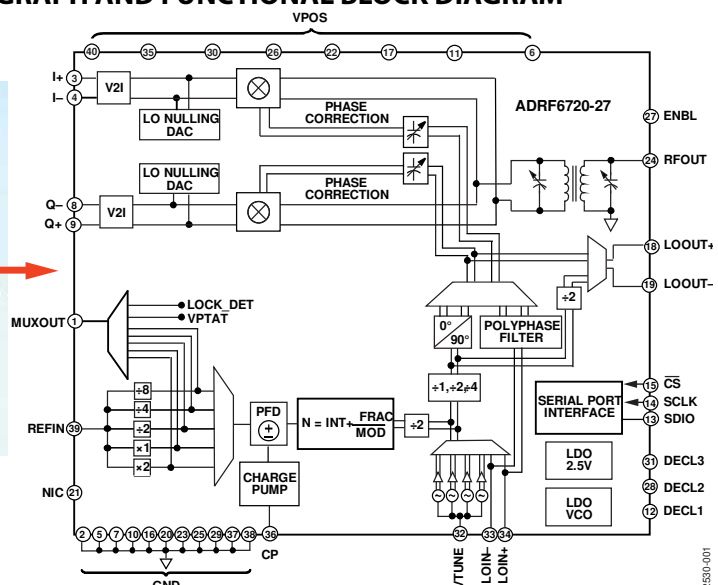 GRAPH AND FUNCTIONAL BLOCK DIAGRAM
VPOS
40 35 30 26 22 17 11 6
I+ 3
I– 4
V2I
LO NULLING
DAC
PHASE
CORRECTION
ADRF6720-27
27 ENBL
24 RFOUT
LO NULLING
DAC
PHASE
CORRECTION
Q– 8
Q+ 9
V2I
18 LOOUT+
19 LOOUT–
÷2
MUXOUT 1
LOCK_DET
VPTAT
0°
90°
POLYPHASE
FILTER
÷1,÷2,÷4
÷8
÷4
÷2
×1
×2
REFIN 39
PFD
±
N = INT+ FRAC
MOD
÷2
SERIAL PORT
INTERFACE
15 CS
14 SCLK
13 SDIO
CHARGE
PUMP
LDO
2.5V
LDO
VCO
31 DECL3
28 DECL2
12 DECL1
NIC 21
2 5 7 10 16 20 23 25 29 37 38 36 32 33 34
CP
GND
/TUNE
LOIN–
LOIN+
530-001